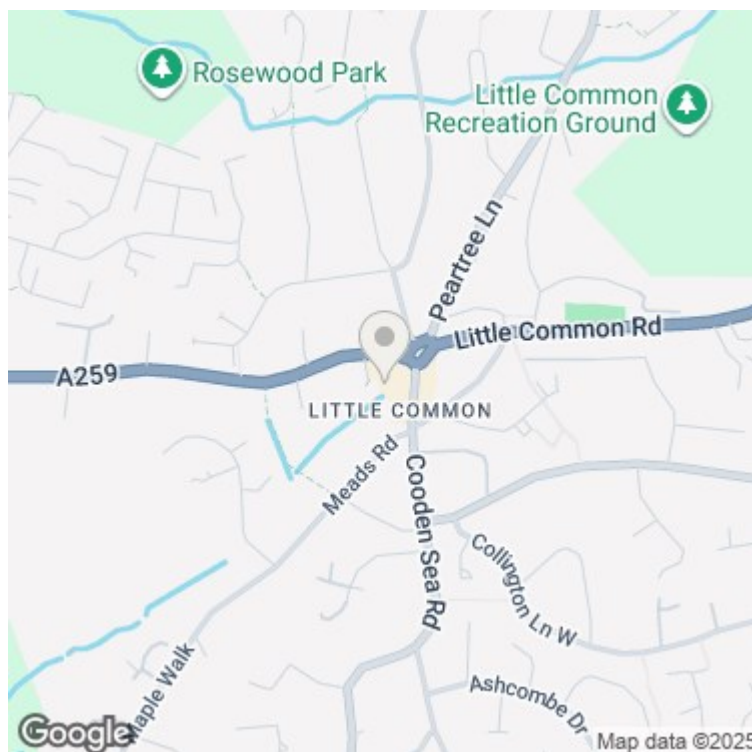 Rosewood Park
Little Common
Recreation Ground
Peartree Ln
Little Common Rd
A259
LITTLE COMMON
Meads Rd
Cooden Sea Rd
Collington Ln W
Maple Walk
Ashcombe Dr
Google
Map data ©2025